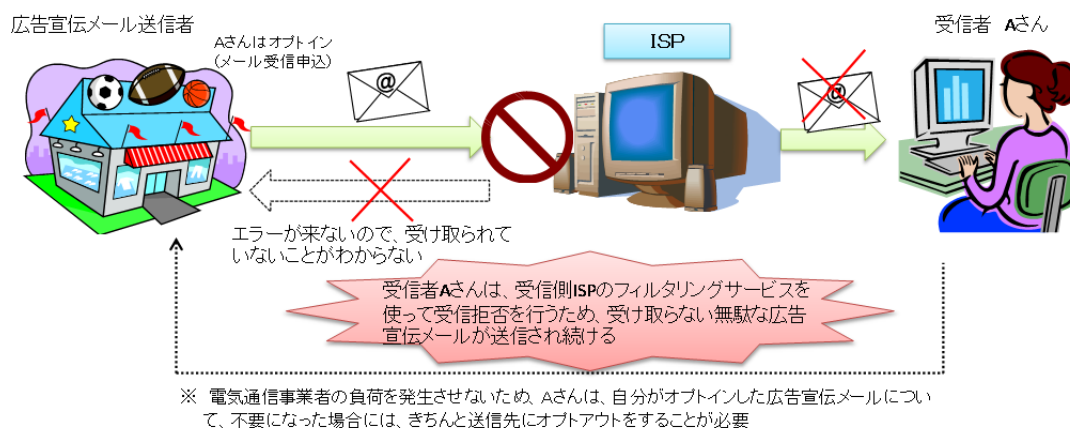 広告宣伝メール送信者
Aさんはオプトイン
(メール受信申込)
@
ISP
@
受信者 Aさん
エラーが来ないので、受け取られて
いないことがわからない
受信者Aさんは、受信側ISPのフィルタリングサービスを
使って受信拒否を行うため、受け取らない無駄な広告
宣伝メールが送信され続ける
※ 電気通信事業者の負荷を発生させないため、Aさんは、自分がオプトインした広告宣伝メールについ
て、不要になった場合には、きちんと送信先にオプトアウトをすることが必要